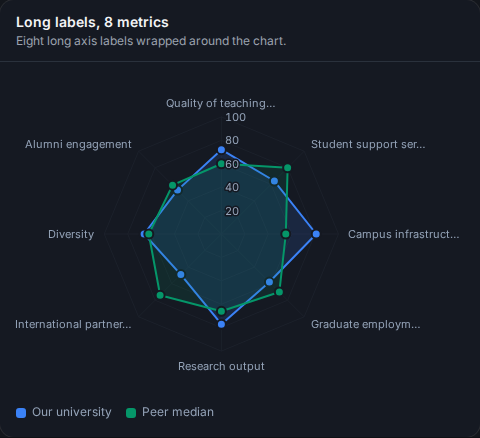 Long labels, 8 metrics
Eight long axis labels wrapped around the chart.
Quality of teaching...
100
Alumni engagement
80
Student support ser...
60
40
20
Diversity
Campus infrastruct...
International partner...
Graduate employm...
Research output
Our university
Peer median